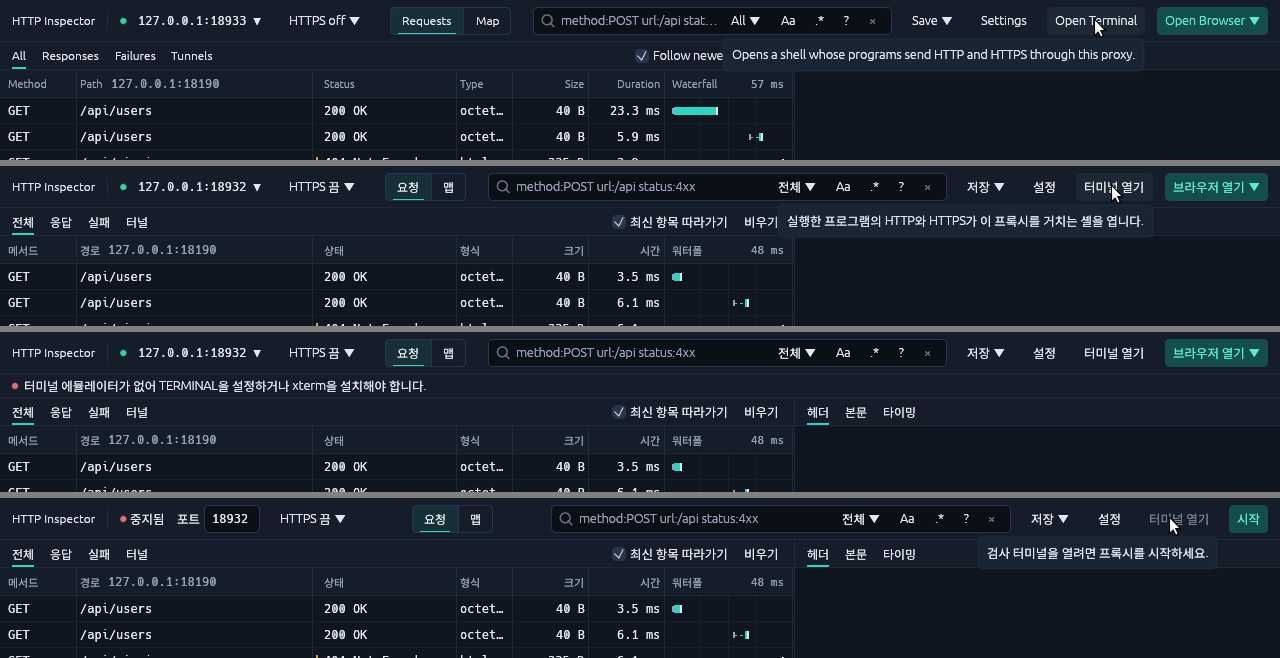 HTTP Inspector 127.0.0.1:18933 ▼ HTTPS off ▼ Requests Map method:POST url:/api stat… All ▼ Aa .* ? × Save ▼ Settings Open Terminal Open Browser ▼
All Responses Failures Tunnels Follow newe Opens a shell whose programs send HTTP and HTTPS through this proxy.
Method Path 127.0.0.1:18190 Status Type Size Duration Waterfall 57 ms
GET /api/users 200 OK octet… 40 B 23.3 ms
GET /api/users 200 OK octet… 40 B 5.9 ms
HTTP Inspector 127.0.0.1:18932 ▼ HTTPS 끔 ▼ 요청 맵 method:POST url:/api status:4xx 전체 ▼ Aa .* ? × 저장 ▼ 설정 터미널 열기 브라우저 열기 ▼
전체 응답 실패 터널 최신 항목 따라가기 비우기 실행한 프로그램의 HTTP와 HTTPS가 이 프록시를 거치는 셸을 엽니다.
메서드 경로 127.0.0.1:18190 상태 형식 크기 시간 워터폴 48 ms
GET /api/users 200 OK octet… 40 B 3.5 ms
GET /api/users 200 OK octet… 40 B 6.1 ms
HTTP Inspector 127.0.0.1:18932 ▼ HTTPS 끔 ▼ 요청 맵 method:POST url:/api status:4xx 전체 ▼ Aa .* ? × 저장 ▼ 설정 터미널 열기 브라우저 열기 ▼
터미널 에뮬레이터가 없어 TERMINAL을 설정하거나 xterm을 설치해야 합니다.
전체 응답 실패 터널 최신 항목 따라가기 비우기 헤더 본문 타이밍
메서드 경로 127.0.0.1:18190 상태 형식 크기 시간 워터폴 48 ms
GET /api/users 200 OK octet… 40 B 3.5 ms
HTTP Inspector 중지됨 포트 18932 HTTPS 끔 ▼ 요청 맵 method:POST url:/api status:4xx 전체 ▼ Aa .* ? × 저장 ▼ 설정 터미널 열기 시작
전체 응답 실패 터널 최신 항목 따라가기 비우기 헤더 본문 타이밍 검사 터미널을 열려면 프록시를 시작하세요.
메서드 경로 127.0.0.1:18190 상태 형식 크기 시간 워터폴 48 ms
GET /api/users 200 OK octet… 40 B 3.5 ms
GET /api/users 200 OK octet… 40 B 6.1 ms